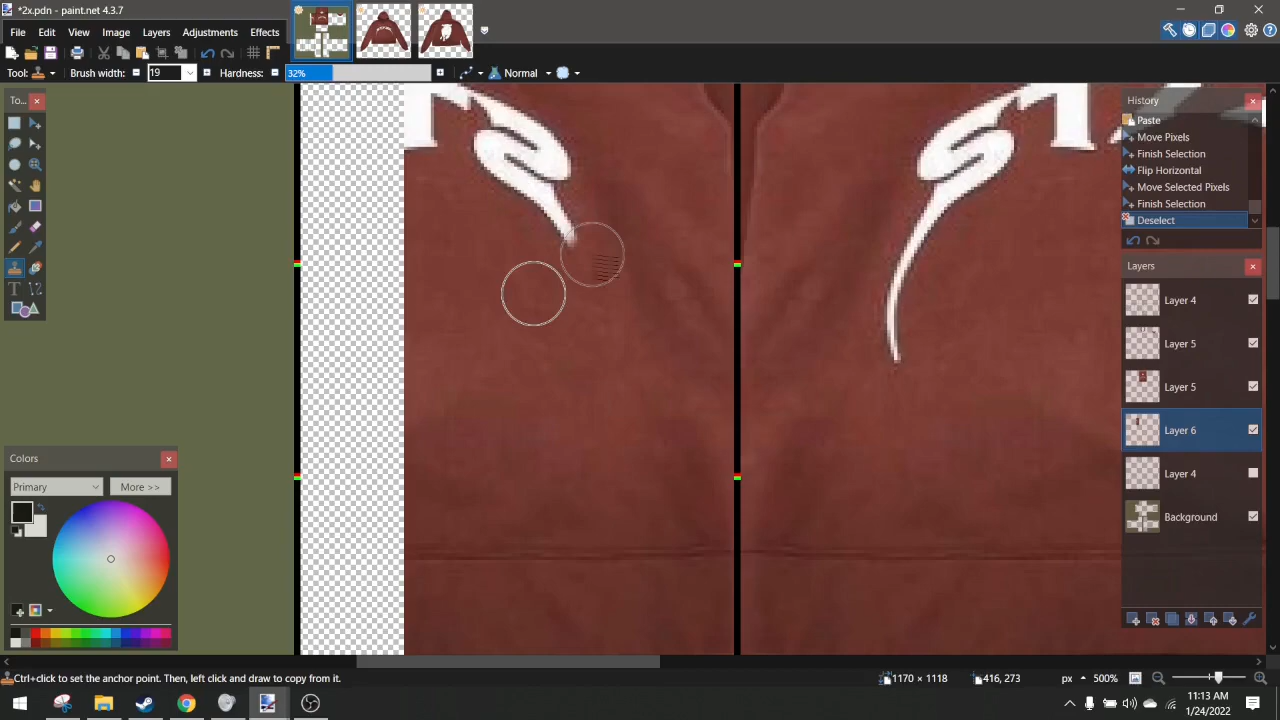 *2x.pdn - paint.net 4.3.7
File Edit View Image Layers Adjustments Effects
Tool: Brush width: 19 Hardness: 32% Normal
To...
History
Paste
Move Pixels
Finish Selection
Flip Horizontal
Move Selected Pixels
Finish Selection
Deselect
Layers
Layer 4
Layer 5
Layer 5
Layer 6
Layer 4
Background
Colors
Primary
More >>
Ctrl+click to set the anchor point. Then, left click to copy from it.
1170 × 1118
416, 273
px
500%
11:13 AM
1/24/2022